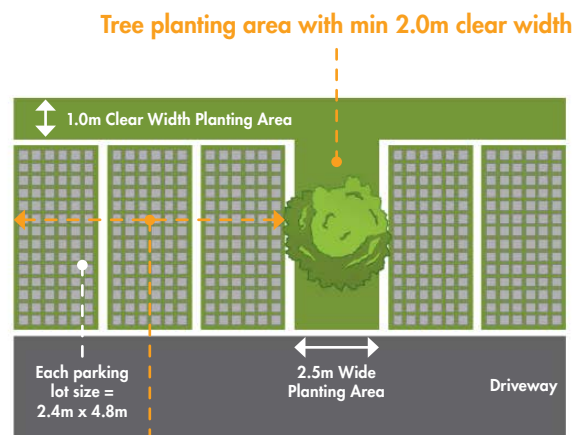 Tree planting area with min 2.0m clear width
1.0m Clear Width Planting Area
Each parking
lot size =
2.4m x 4.8m
2.5m Wide
Planting Area
Driveway